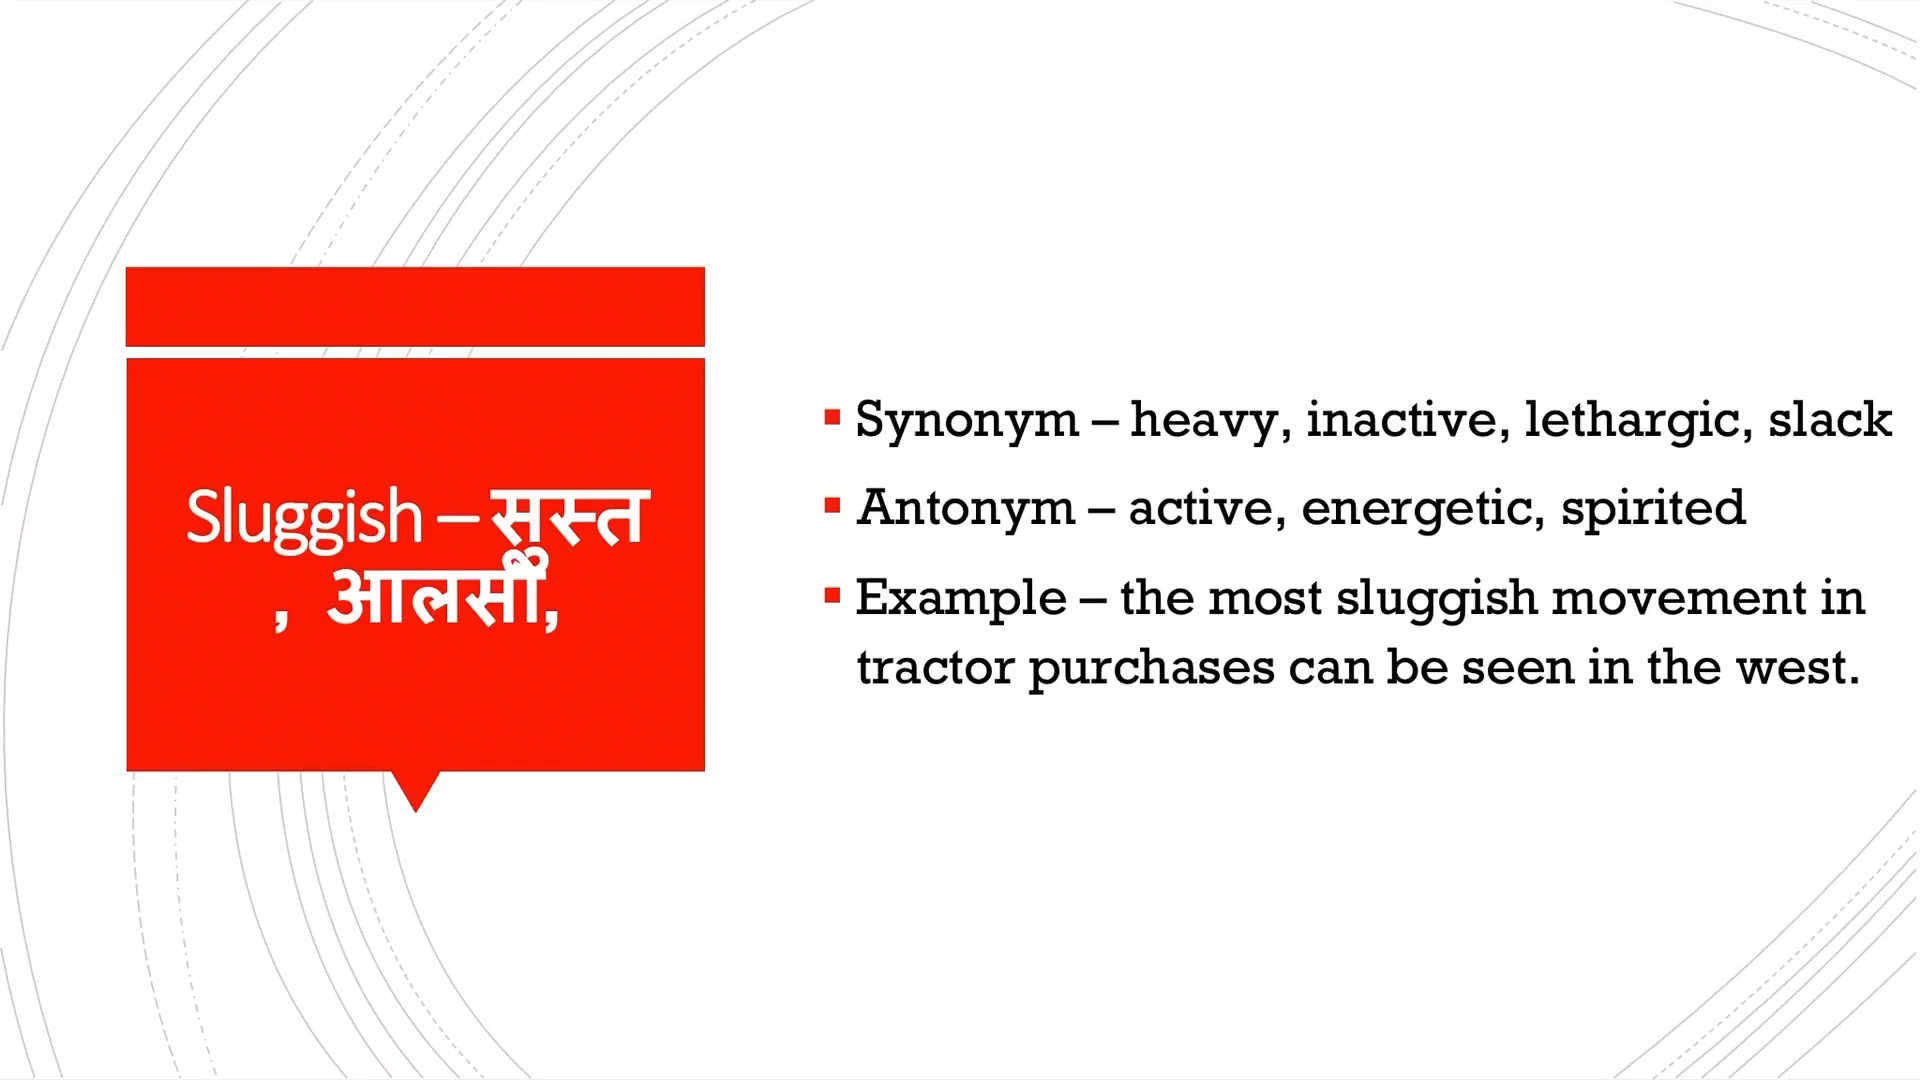 Sluggish – सुस्त
, आलसी,
Synonym – heavy, inactive, lethargic, slack
Antonym – active, energetic, spirited
Example – the most sluggish movement in
tractor purchases can be seen in the west.